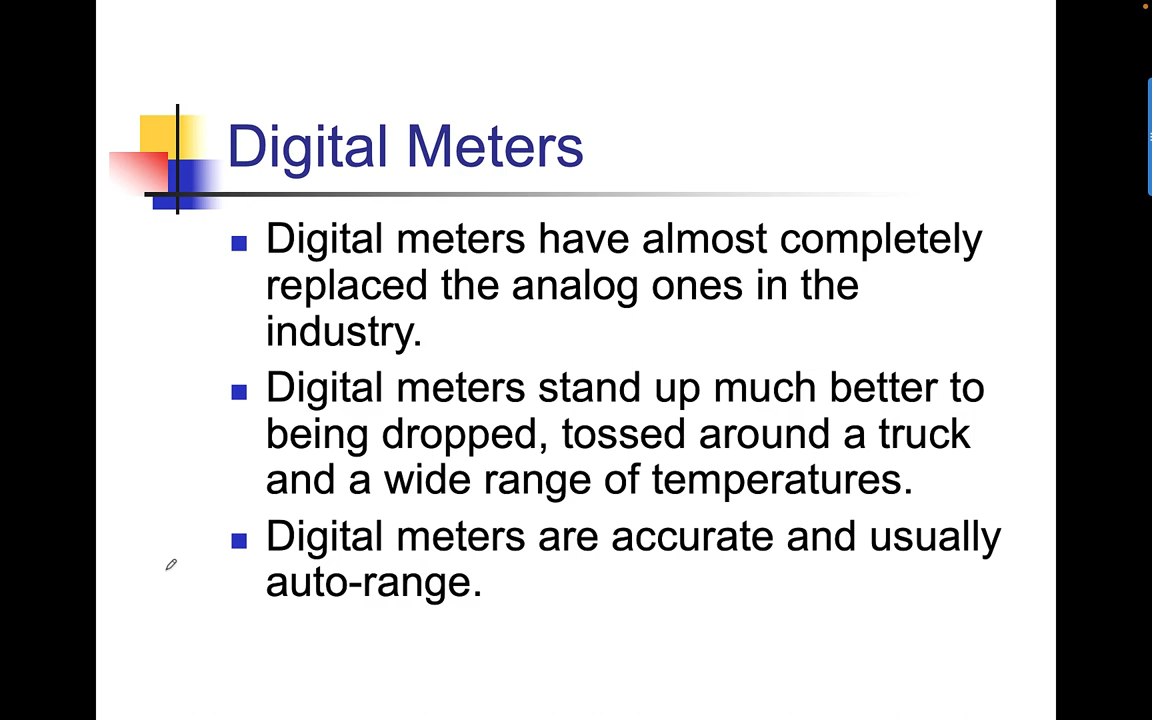 Digital Meters
Digital meters have almost completely
replaced the analog ones in the
industry.
Digital meters stand up much better to
being dropped, tossed around a truck
and a wide range of temperatures.
Digital meters are accurate and usually
auto-range.